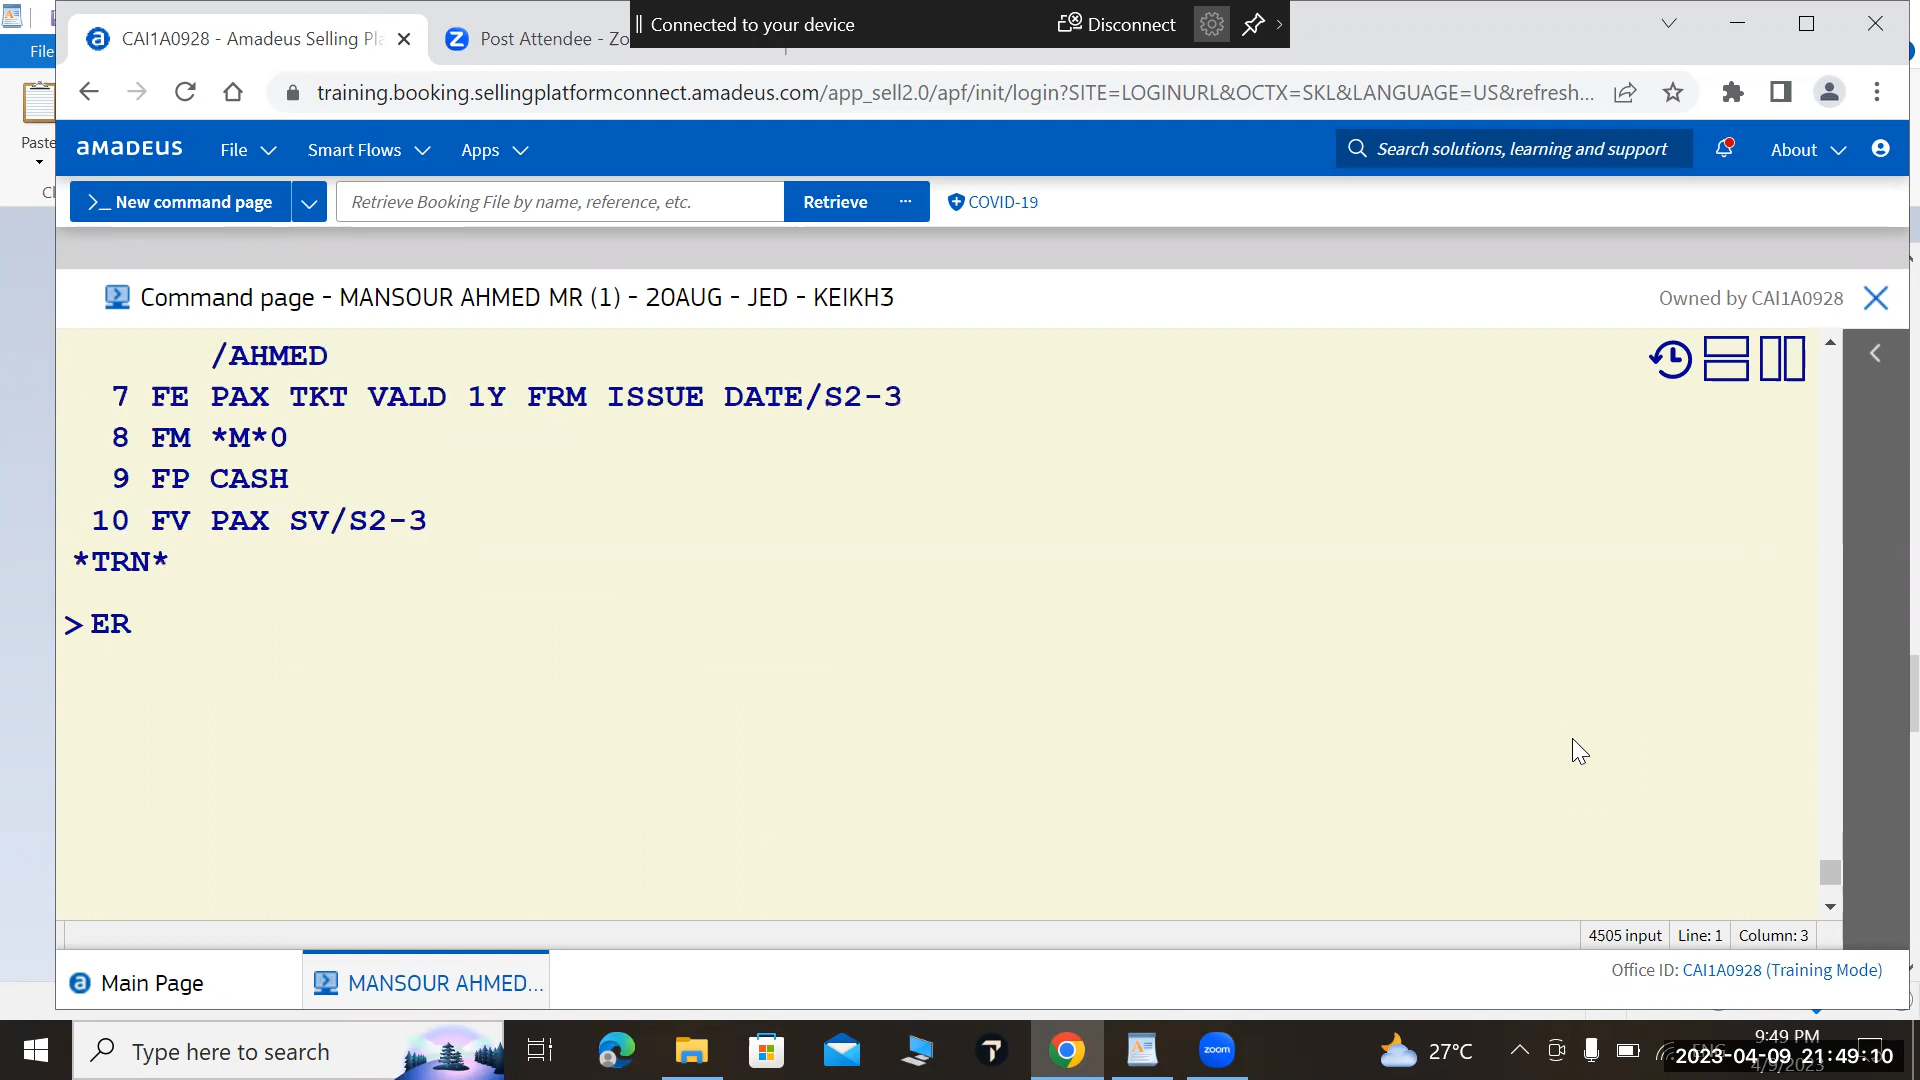 Connected to your device
Disconnect
CAI1A0928 - Amadeus Selling Pla
Post Attendee - Zo
File
training.booking.sellingplatformconnect.amadeus.com/app_sell2.0/apf/init/login?SITE=LOGINURL&OCTX=SKL&LANGUAGE=US&refresh...
Paste
Cl
amadeus
File
Smart Flows
Apps
Search solutions, learning and support
About
>_ New command page
Retrieve Booking File by name, reference, etc.
Retrieve
...
COVID-19
Command page - MANSOUR AHMED MR (1) - 20AUG - JED - KEIKH3
Owned by CAI1A0928
/AHMED
7 FE PAX TKT VALD 1Y FRM ISSUE DATE/S2-3
8 FM *M*0
9 FP CASH
10 FV PAX SV/S2-3
*TRN*
>ER
4505 input
Line: 1
Column: 3
Main Page
MANSOUR AHMED...
Office ID: CAI1A0928 (Training Mode)
Type here to search
zoom
27°C
ENG
9:49 PM
4/9/2023
2023-04-09 21:49:10